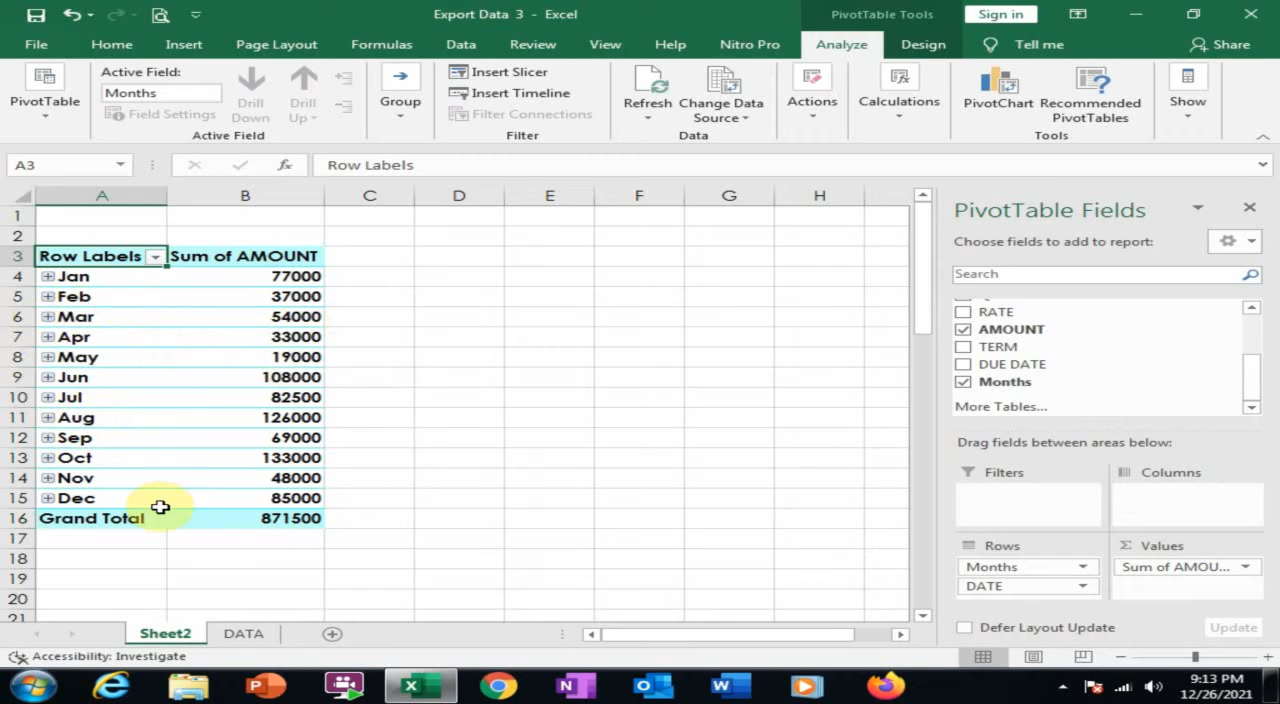 Export Data 3 - Excel
PivotTable Tools
Sign in
File Home Insert Page Layout Formulas Data Review View Help Nitro Pro Analyze Design Tell me Share
PivotTable
Active Field:
Months
Field Settings
Drill Down
Drill Up
Active Field
Group
Insert Slicer
Insert Timeline
Filter Connections
Filter
Refresh
Change Data Source
Data
Actions
Calculations
PivotChart
Recommended PivotTables
Tools
Show
A3
fx
Row Labels
A B C D E F G H
1
2
3 Row Labels Sum of AMOUNT
4 Jan 77000
5 Feb 37000
6 Mar 54000
7 Apr 33000
8 May 19000
9 Jun 108000
10 Jul 82500
11 Aug 126000
12 Sep 69000
13 Oct 133000
14 Nov 48000
15 Dec 85000
16 Grand Total 871500
17
18
19
20
21
PivotTable Fields
Choose fields to add to report:
Search
RATE
AMOUNT
TERM
DUE DATE
Months
More Tables...
Drag fields between areas below:
Filters
Columns
Rows
Months
DATE
Σ Values
Sum of AMOU...
Defer Layout Update
Update
Sheet2 DATA
Accessibility: Investigate
9:13 PM
12/26/2021